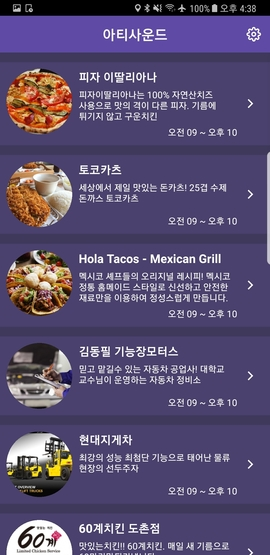 100% 오후 4:38
아티사운드
피자 이딸리아나
피자이딸리아나는 100% 자연산치즈
사용으로 맛의 격이 다른 피자. 기름에
튀기지 않고 구운치킨
오전 09 ~ 오후 10
토코카츠
세상에서 제일 맛있는 돈카츠! 25겹 수제
돈까스 토코카츠
오전 09 ~ 오후 10
Hola Tacos - Mexican Grill
멕시코 셰프들의 오리지널 레시피! 멕시코
정통 홈메이드 스타일로 신선하고 안전한
재료만을 이용하여 정성스럽게 만듭니다.
오전 09 ~ 오후 10
김동필 기능장모터스
믿고 맡길수 있는 자동차 공업사! 대학교
교수님이 운영하는 자동차 정비소
오전 09 ~ 오후 10
현대지게차
최강의 성능 최첨단 기능으로 태어난 물류
현장의 선두주자
오전 09 ~ 오후 10
OVERVIEW
LIFT TRUCKS
60계
Limited Chicken Service
60계치킨 도촌점
맛있는치킨!! 60계치킨. 매일 새 기름으로